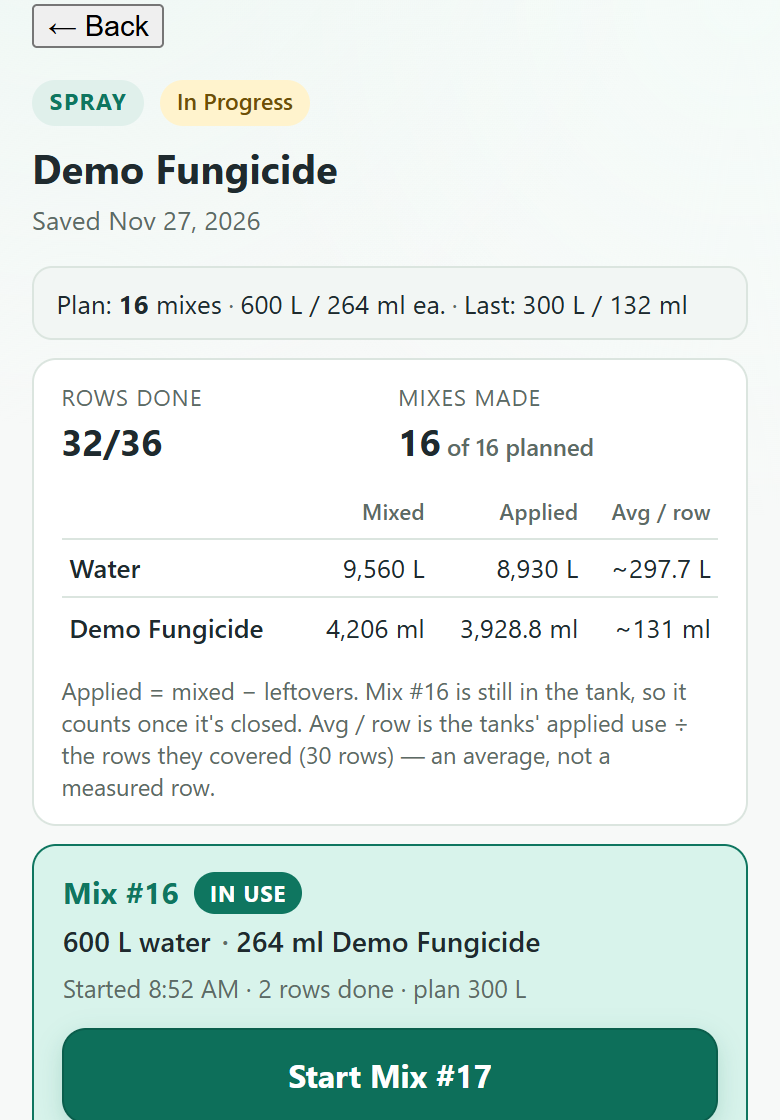 ← Back
SPRAY In Progress
Demo Fungicide
Saved Nov 27, 2026
Plan: 16 mixes · 600 L / 264 ml ea. · Last: 300 L / 132 ml
ROWS DONE MIXES MADE
32/36 16 of 16 planned
Mixed Applied Avg / row
Water 9,560 L 8,930 L ~297.7 L
Demo Fungicide 4,206 ml 3,928.8 ml ~131 ml
Applied = mixed − leftovers. Mix #16 is still in the tank, so it
counts once it's closed. Avg / row is the tanks' applied use ÷
the rows they covered (30 rows) — an average, not a
measured row.
Mix #16 IN USE
600 L water · 264 ml Demo Fungicide
Started 8:52 AM · 2 rows done · plan 300 L
Start Mix #17